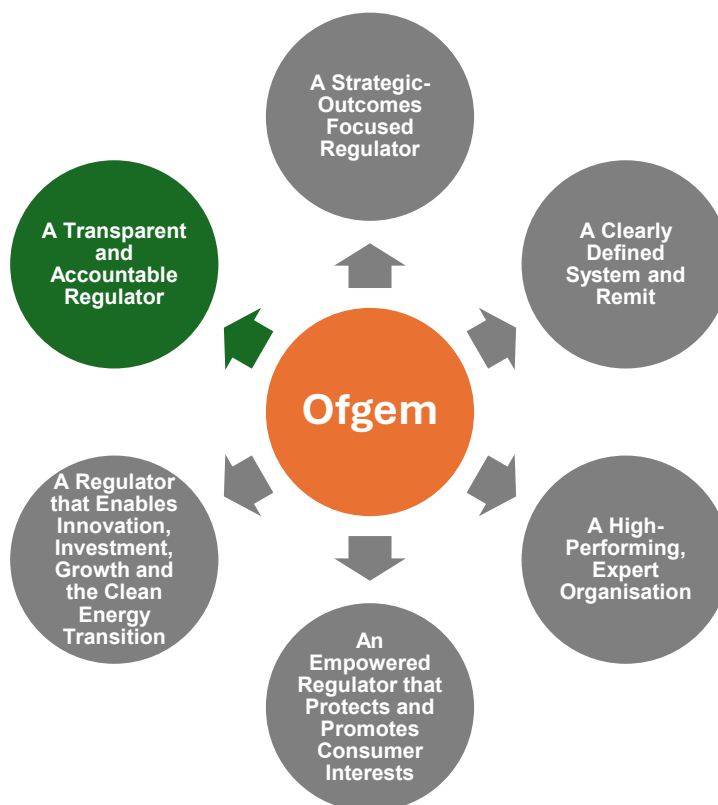 A Strategic-
Outcomes
Focused
Regulator
A Transparent
and
Accountable
Regulator
A Clearly
Defined
System and
Remit
Ofgem
A Regulator
that Enables
Innovation,
Investment,
Growth and
the Clean
Energy
Transition
A High-
Performing,
Expert
Organisation
An
Empowered
Regulator that
Protects and
Promotes
Consumer
Interests